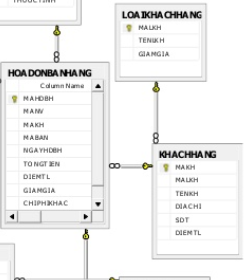 THUOCTINH
LOAIKHACHHANG
MALKH
TENLKH
GIAMGIA
HOADONBANHANG
Column Name
MAHDBH
MANV
MAKH
MABAN
NGAYHDBH
TONGTIEN
DIEMTL
GIAMGIA
CHIPHIKHAC
KHACHHANG
MAKH
MALKH
TENKH
DIACHI
SDT
DIEMTL